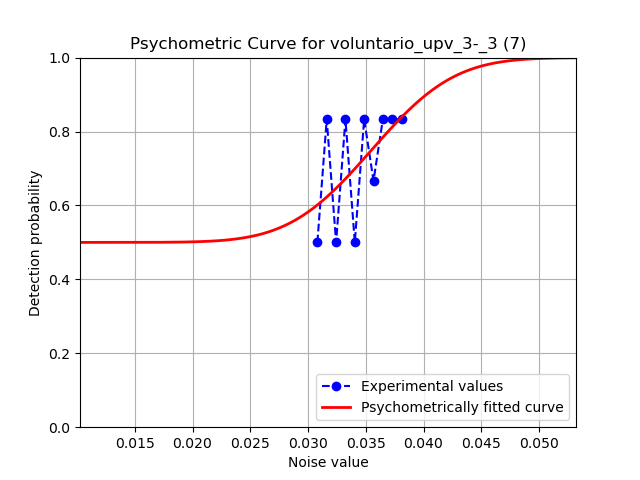 Psychometric Curve for voluntario_upv_3-_3 (7)
1.0
0.8
0.6
0.4
0.2
0.0
Detection probability
Experimental values
Psychometrically fitted curve
0.015 0.020 0.025 0.030 0.035 0.040 0.045 0.050
Noise value